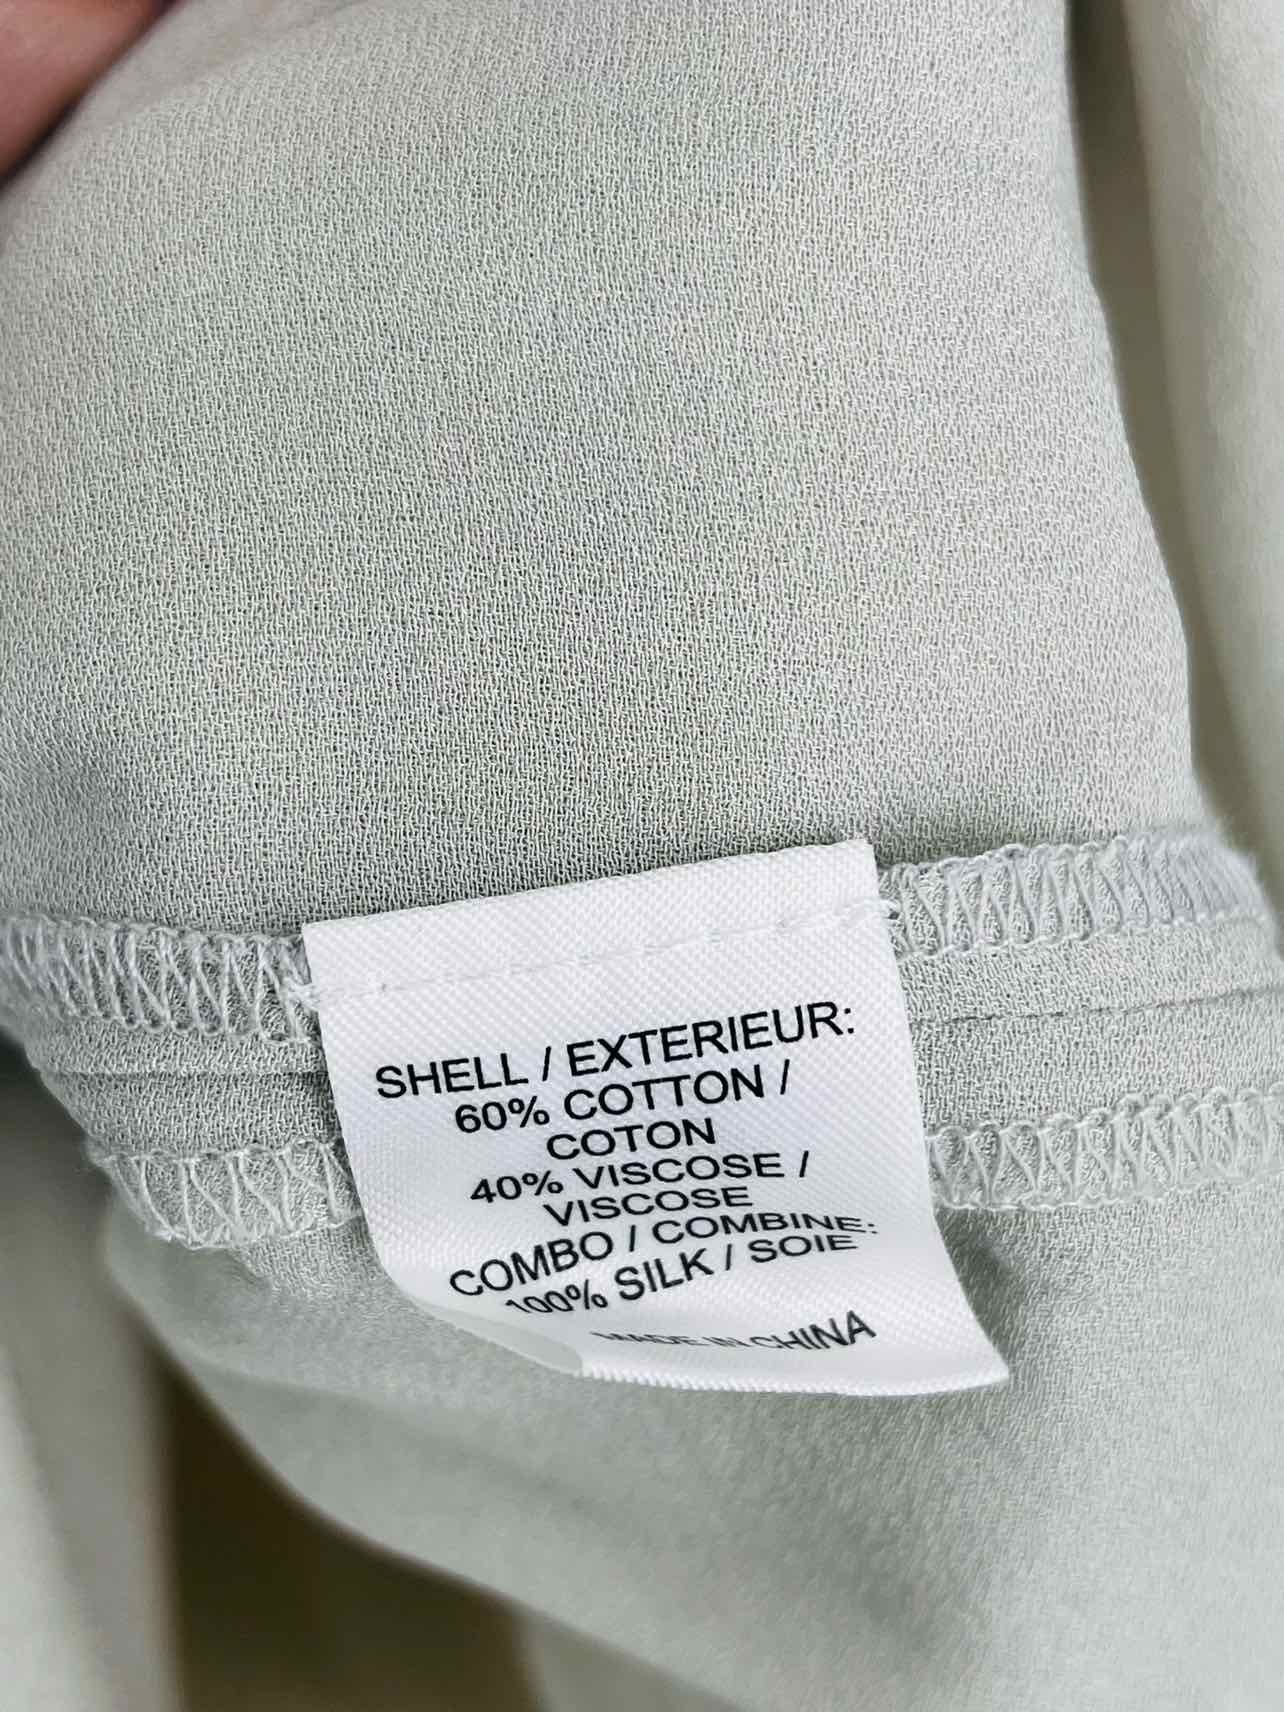 SHELL / EXTERIEUR:
60% COTTON /
COTON
40% VISCOSE /
VISCOSE
COMBO / COMBINE:
100% SILK / SOIE
MADE IN CHINA